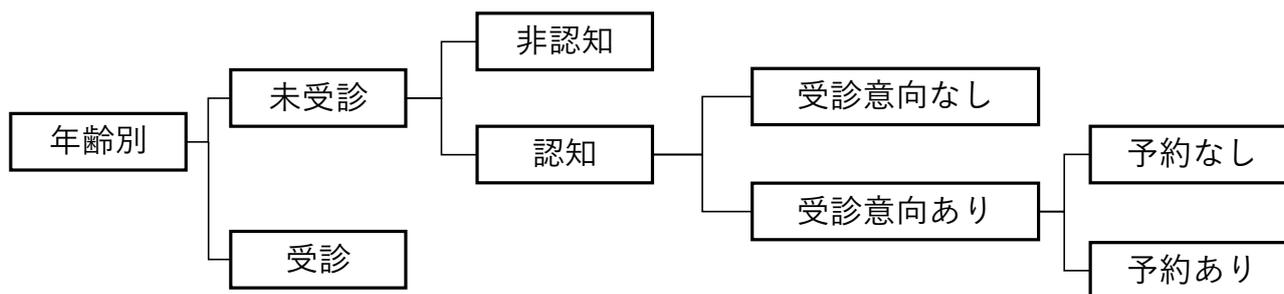 年齢別
未受診
受診
非認知
認知
受診意向なし
受診意向あり
予約なし
予約あり